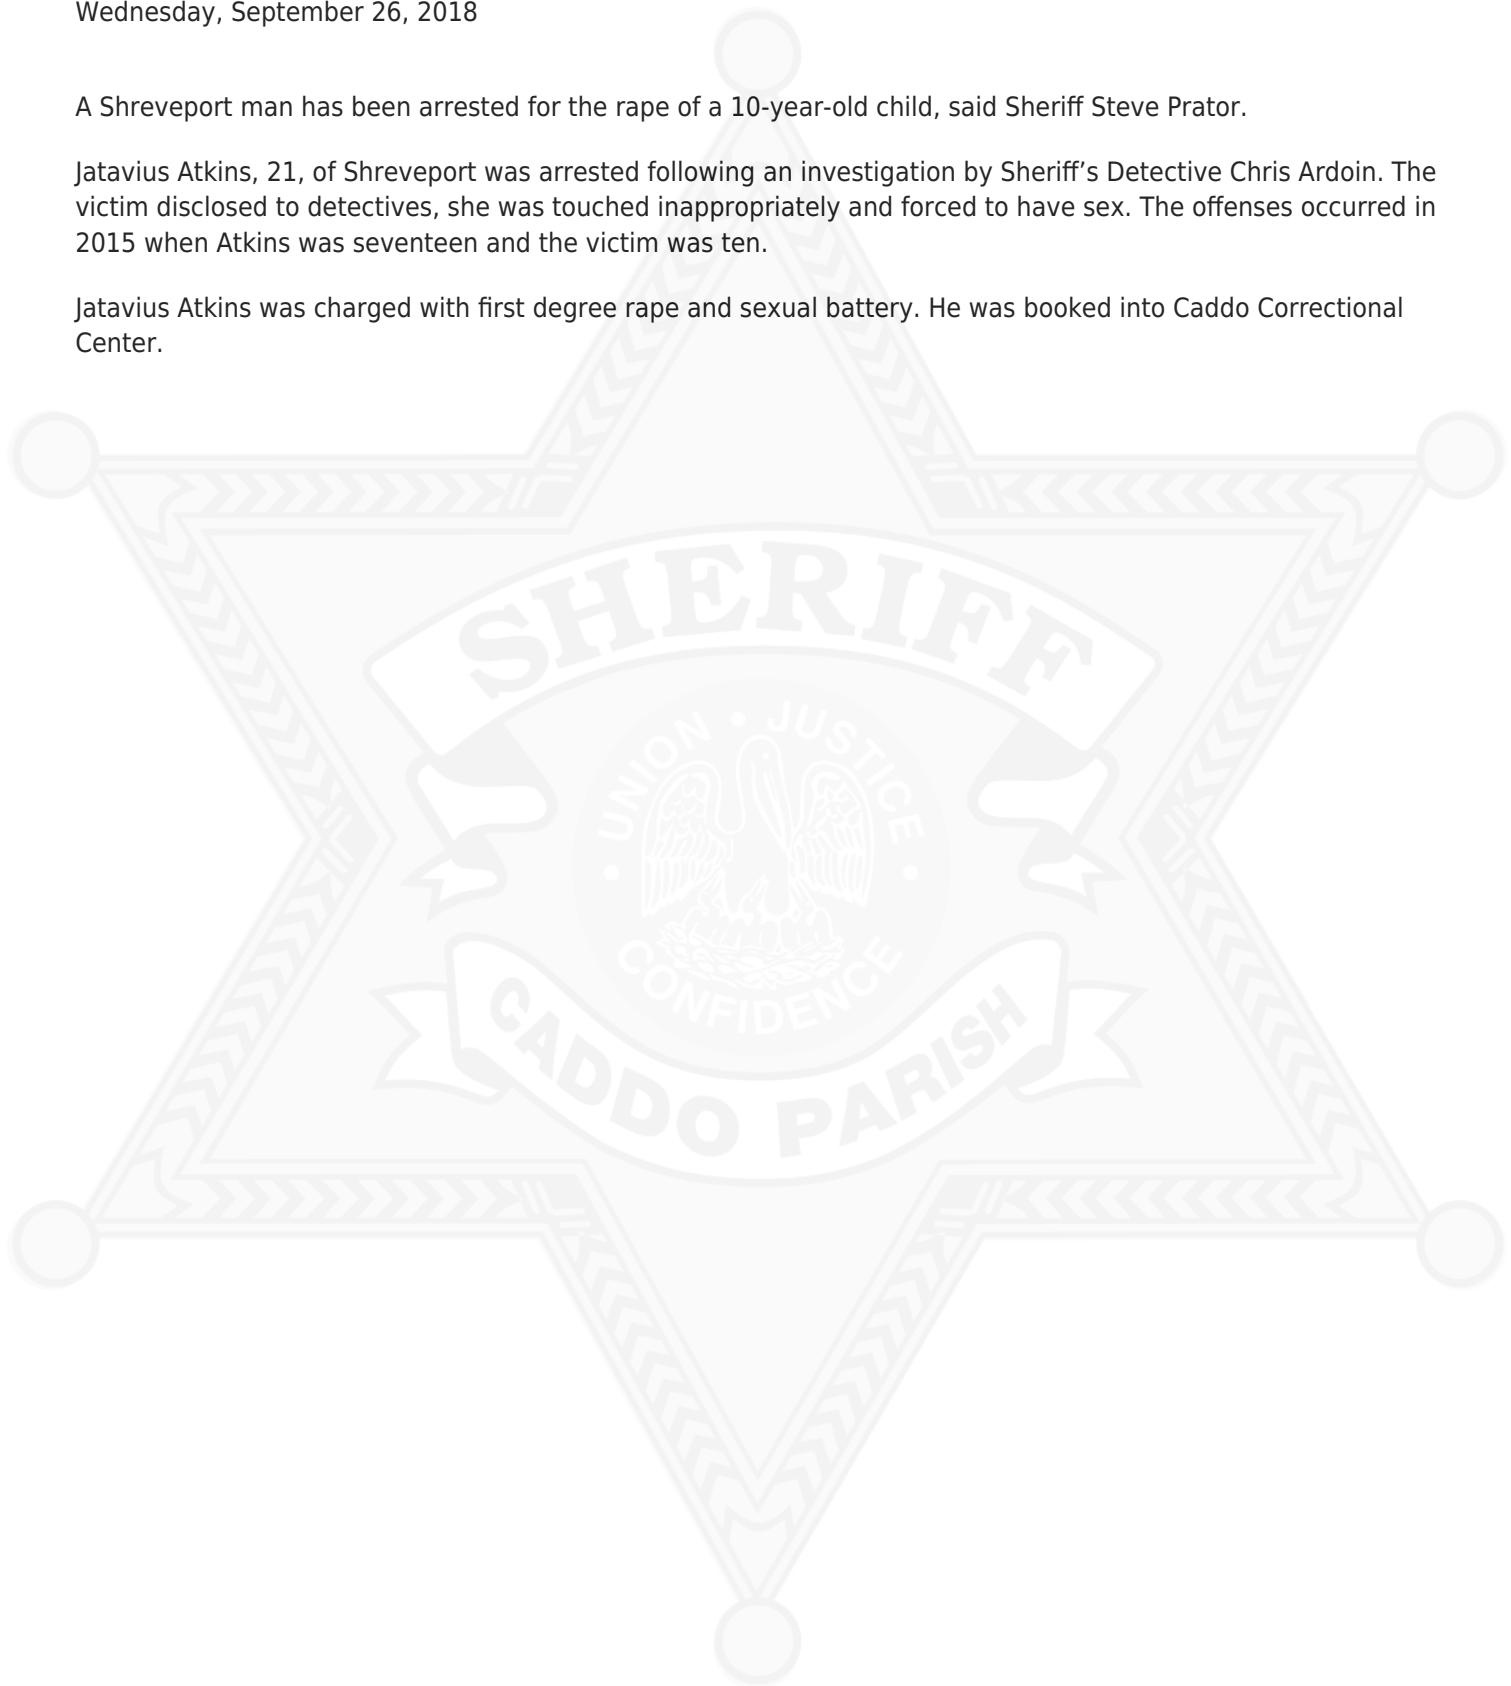 Wednesday, September 26, 2018
A Shreveport man has been arrested for the rape of a 10-year-old child, said Sheriff Steve Prator.
Jatavius Atkins, 21, of Shreveport was arrested following an investigation by Sheriff’s Detective Chris Ardoin. The
victim disclosed to detectives, she was touched inappropriately and forced to have sex. The offenses occurred in
2015 when Atkins was seventeen and the victim was ten.
Jatavius Atkins was charged with first degree rape and sexual battery. He was booked into Caddo Correctional
Center.
SHERIFF
UNION • JUSTICE
• CONFIDENCE •
CADDO PARISH